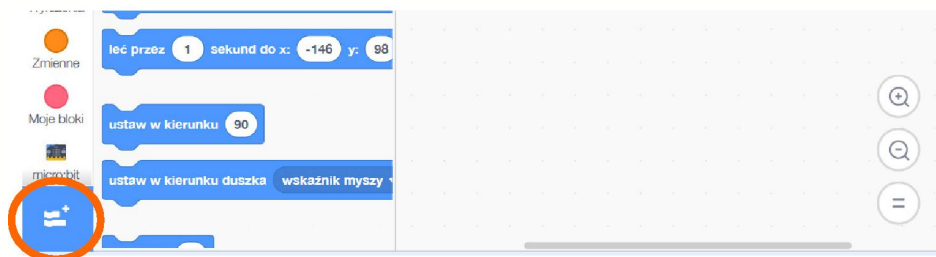 Zmienne
Moje bloki
micro:bit
leć przez 1 sekund do x: -146 y: 98
ustaw w kierunku 90
ustaw w kierunku duszka wskaźnik myszy